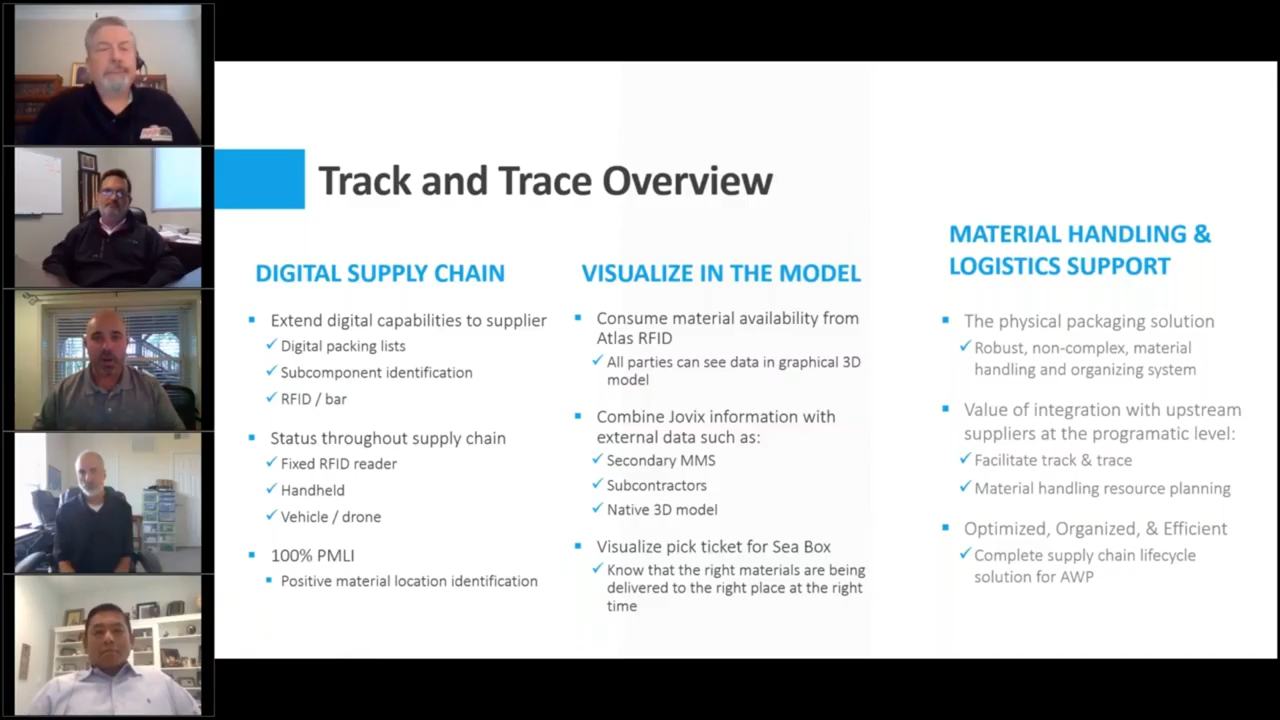 Track and Trace Overview
DIGITAL SUPPLY CHAIN
Extend digital capabilities to supplier
Digital packing lists
Subcomponent identification
RFID / bar
Status throughout supply chain
Fixed RFID reader
Handheld
Vehicle / drone
100% PMLI
Positive material location identification
VISUALIZE IN THE MODEL
Consume material availability from
Atlas RFID
All parties can see data in graphical 3D
model
Combine Jovix information with
external data such as:
Secondary MMS
Subcontractors
Native 3D model
Visualize pick ticket for Sea Box
Know that the right materials are being
delivered to the right place at the right
time
MATERIAL HANDLING &
LOGISTICS SUPPORT
The physical packaging solution
Robust, non-complex, material
handling and organizing system
Value of integration with upstream
suppliers at the programatic level:
Facilitate track & trace
Material handling resource planning
Optimized, Organized, & Efficient
Complete supply chain lifecycle
solution for AWP